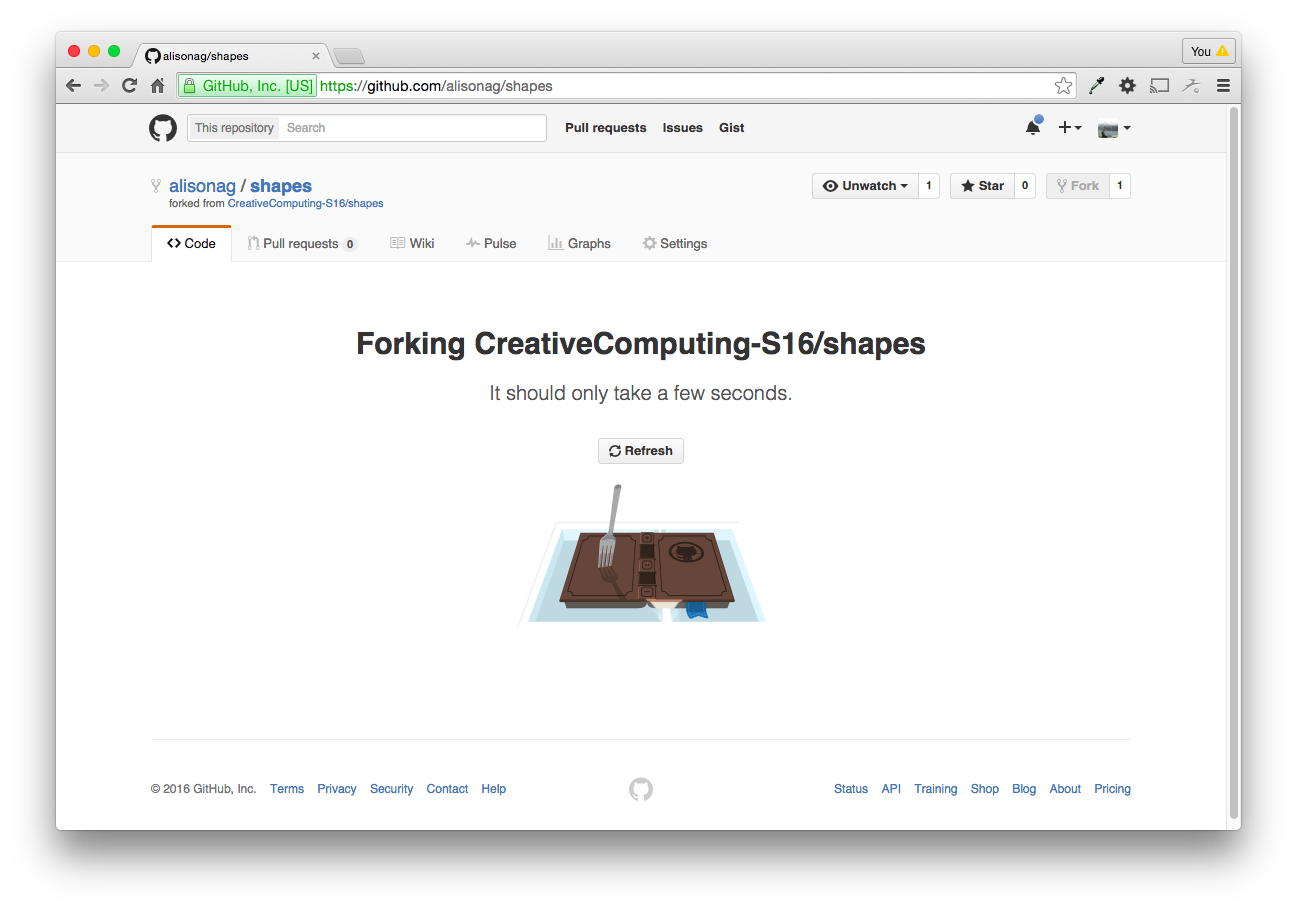 alisonag/shapes
You
GitHub, Inc. [US] https://github.com/alisonag/shapes
This repository Search Pull requests Issues Gist
alisonag / shapes
forked from CreativeComputing-S16/shapes
Unwatch 1 Star 0 Fork 1
Code Pull requests 0 Wiki Pulse Graphs Settings
Forking CreativeComputing-S16/shapes
It should only take a few seconds.
Refresh
© 2016 GitHub, Inc. Terms Privacy Security Contact Help Status API Training Shop Blog About Pricing